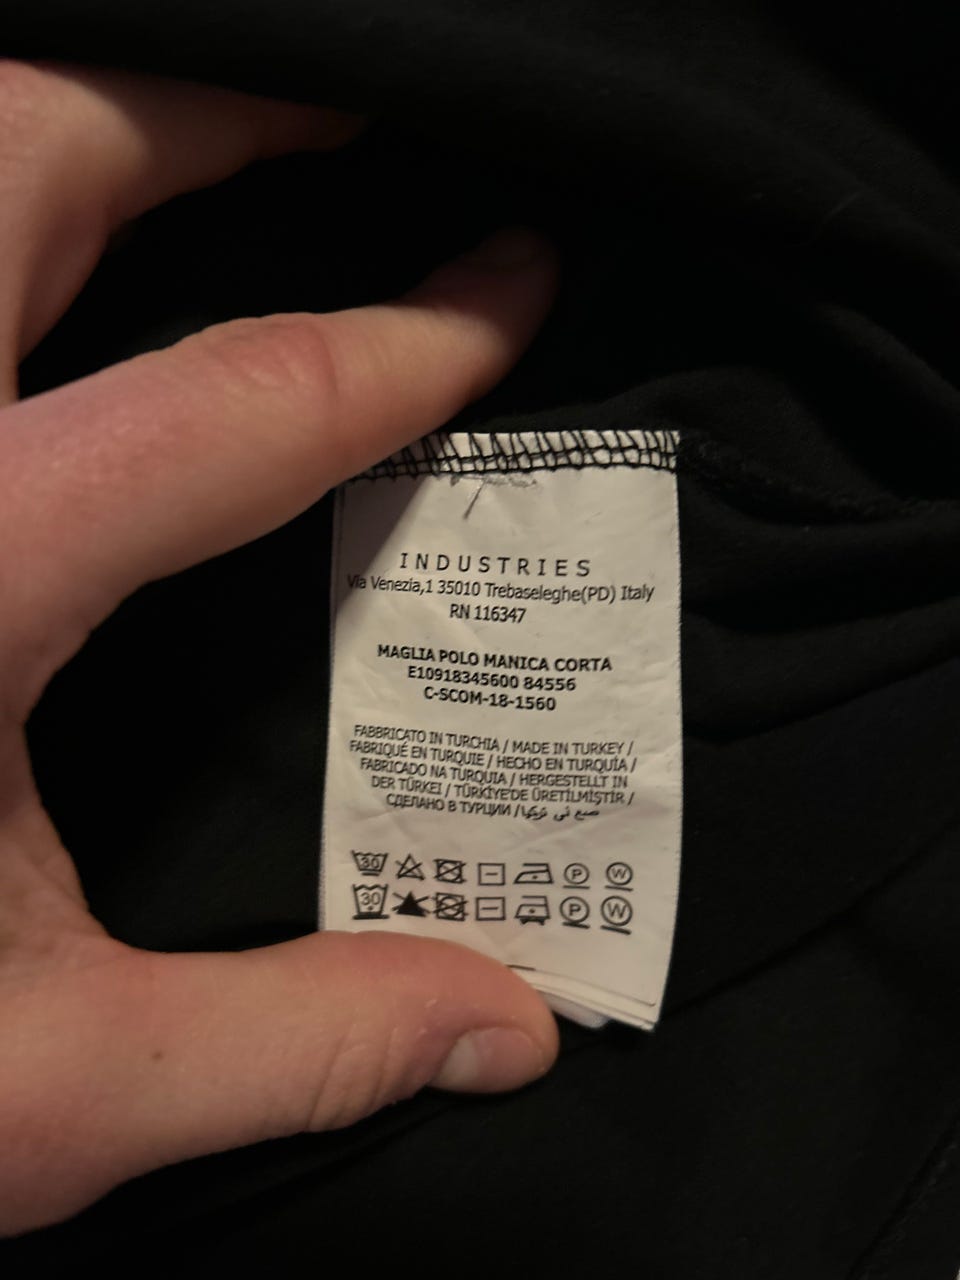 INDUSTRIES
Via Venezia,1 35010 Trebaseleghe(PD) Italy
RN 116347
MAGLIA POLO MANICA CORTA
E10918345600 84556
C-SCOM-18-1560
FABBRICATO IN TURCHIA / MADE IN TURKEY /
FABRIQUÉ EN TURQUIE / HECHO EN TURQUÍA /
FABRICADO NA TURQUIA / HERGESTELLT IN
DER TÜRKEI / TÜRKİYE'DE ÜRETİLMİŞTİR /
СДЕЛАНО В ТУРЦИИ / صنع في تركيا
30 P W
30 P W